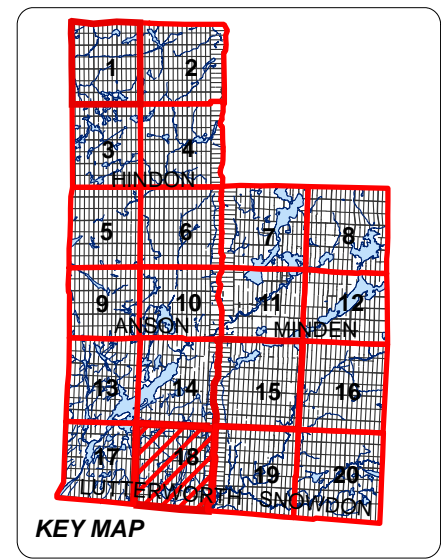 1 2
3 4
HINDON
5 6 7 8
9 10 11 12
ANSON MINDEN
13 14 15 16
17 18 19 20
LUTTERWORTH SNOWDON
KEY MAP